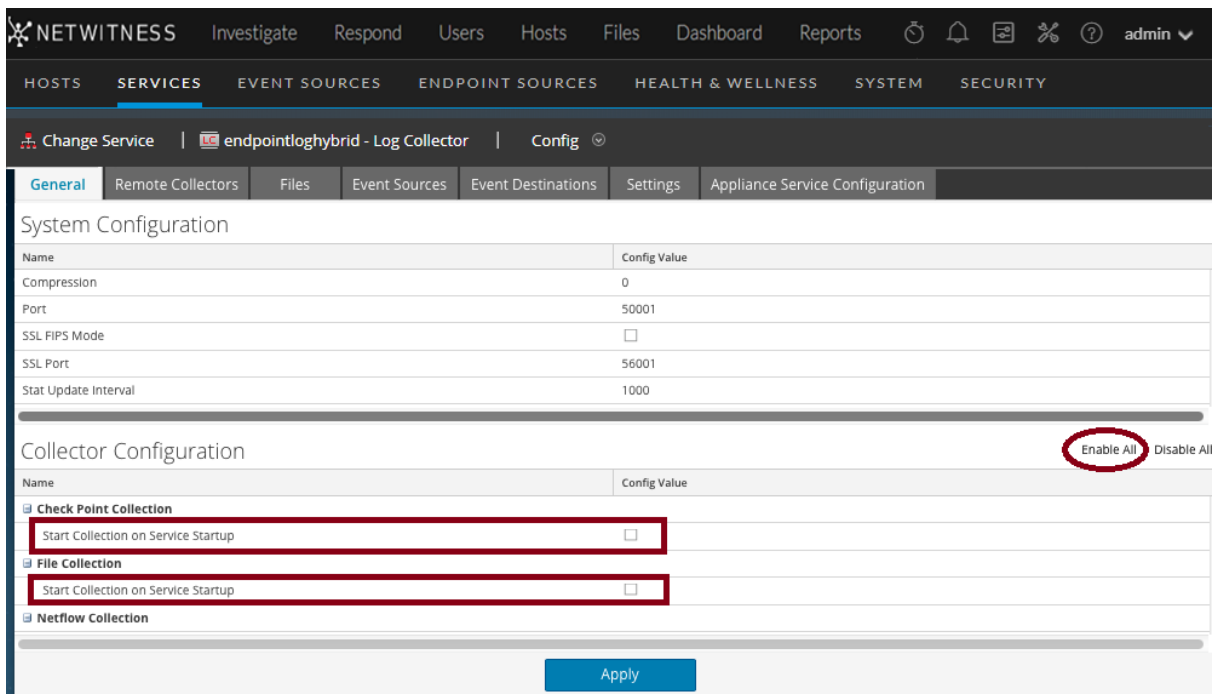 NETWITNESS Investigate Respond Users Hosts Files Dashboard Reports admin
HOSTS SERVICES EVENT SOURCES ENDPOINT SOURCES HEALTH & WELLNESS SYSTEM SECURITY
Change Service | LC endpointloghybrid - Log Collector | Config
General Remote Collectors Files Event Sources Event Destinations Settings Appliance Service Configuration
System Configuration
Name Config Value
Compression 0
Port 50001
SSL FIPS Mode
SSL Port 56001
Stat Update Interval 1000
Collector Configuration Enable All Disable All
Name Config Value
Check Point Collection
Start Collection on Service Startup
File Collection
Start Collection on Service Startup
Netflow Collection
Apply